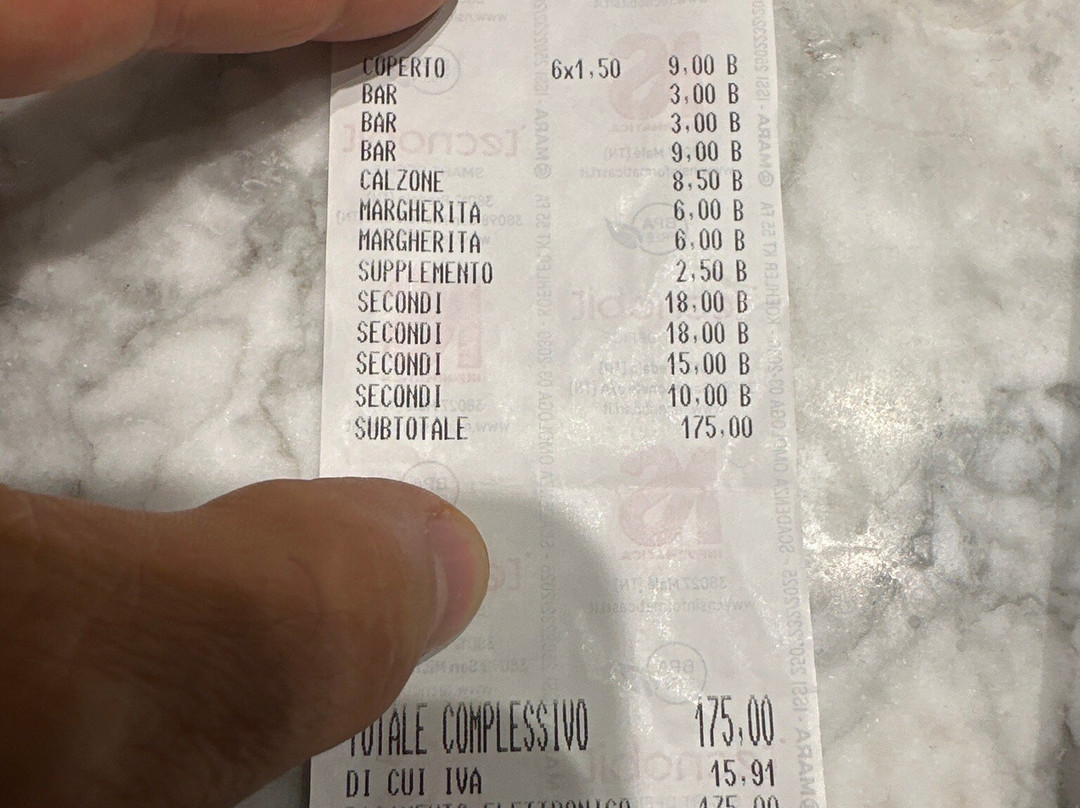 COPERTO 6x1,50 9,00 B
BAR 3,00 B
BAR 3,00 B
BAR 9,00 B
CALZONE 8,50 B
MARGHERITA 6,00 B
MARGHERITA 6,00 B
SUPPLEMENTO 2,50 B
SECONDI 18,00 B
SECONDI 18,00 B
SECONDI 15,00 B
SECONDI 10,00 B
SUBTOTALE 175,00
TOTALE COMPLESSIVO 175,00
DI CUI IVA 15,91